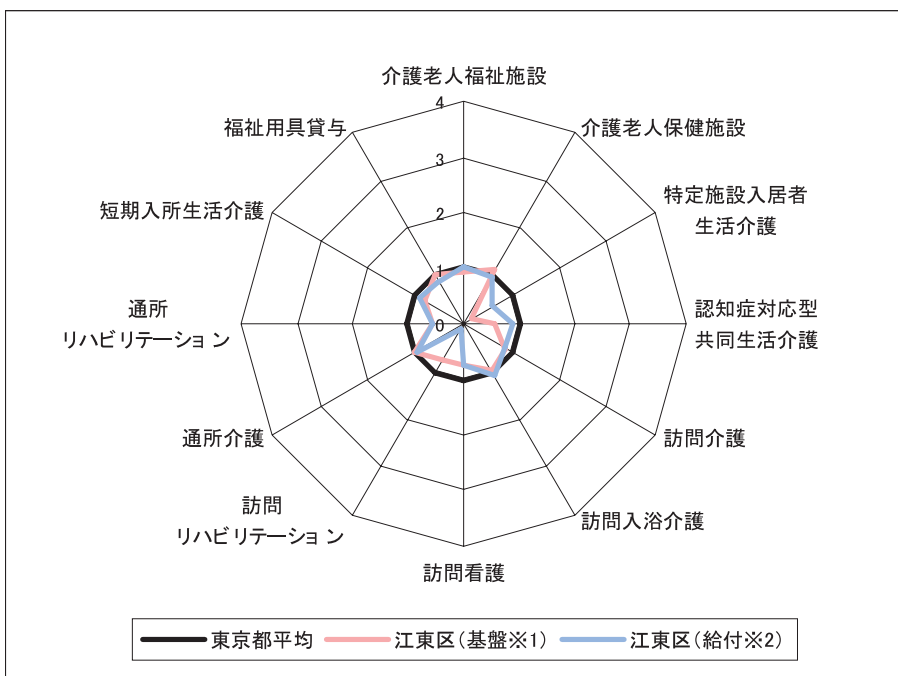 介護老人福祉施設
介護老人保健施設
特定施設入居者
生活介護
認知症対応型
共同生活介護
訪問介護
訪問入浴介護
訪問看護
訪問
リハビリテーション
通所介護
通所
リハビリテーション
短期入所生活介護
福祉用具貸与
4
3
2
1
0
東京都平均 江東区(基盤※1) 江東区(給付※2)